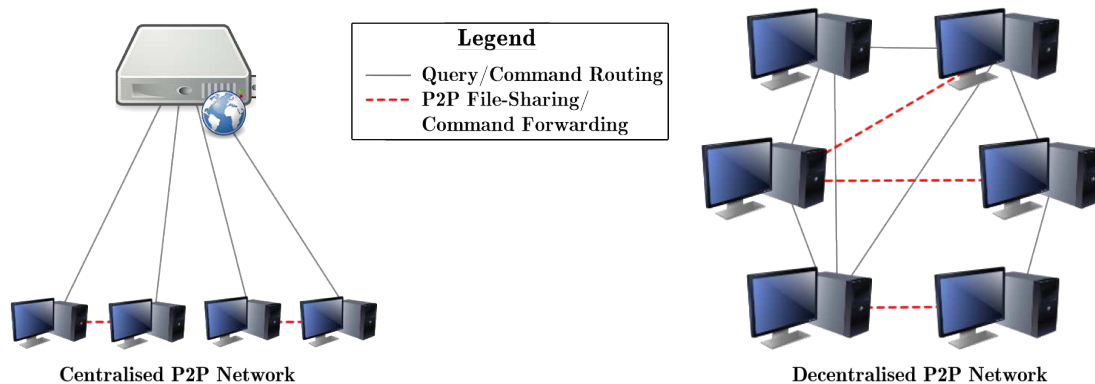 Legend
Query/Command Routing
P2P File-Sharing/
Command Forwarding
Centralised P2P Network
Decentralised P2P Network